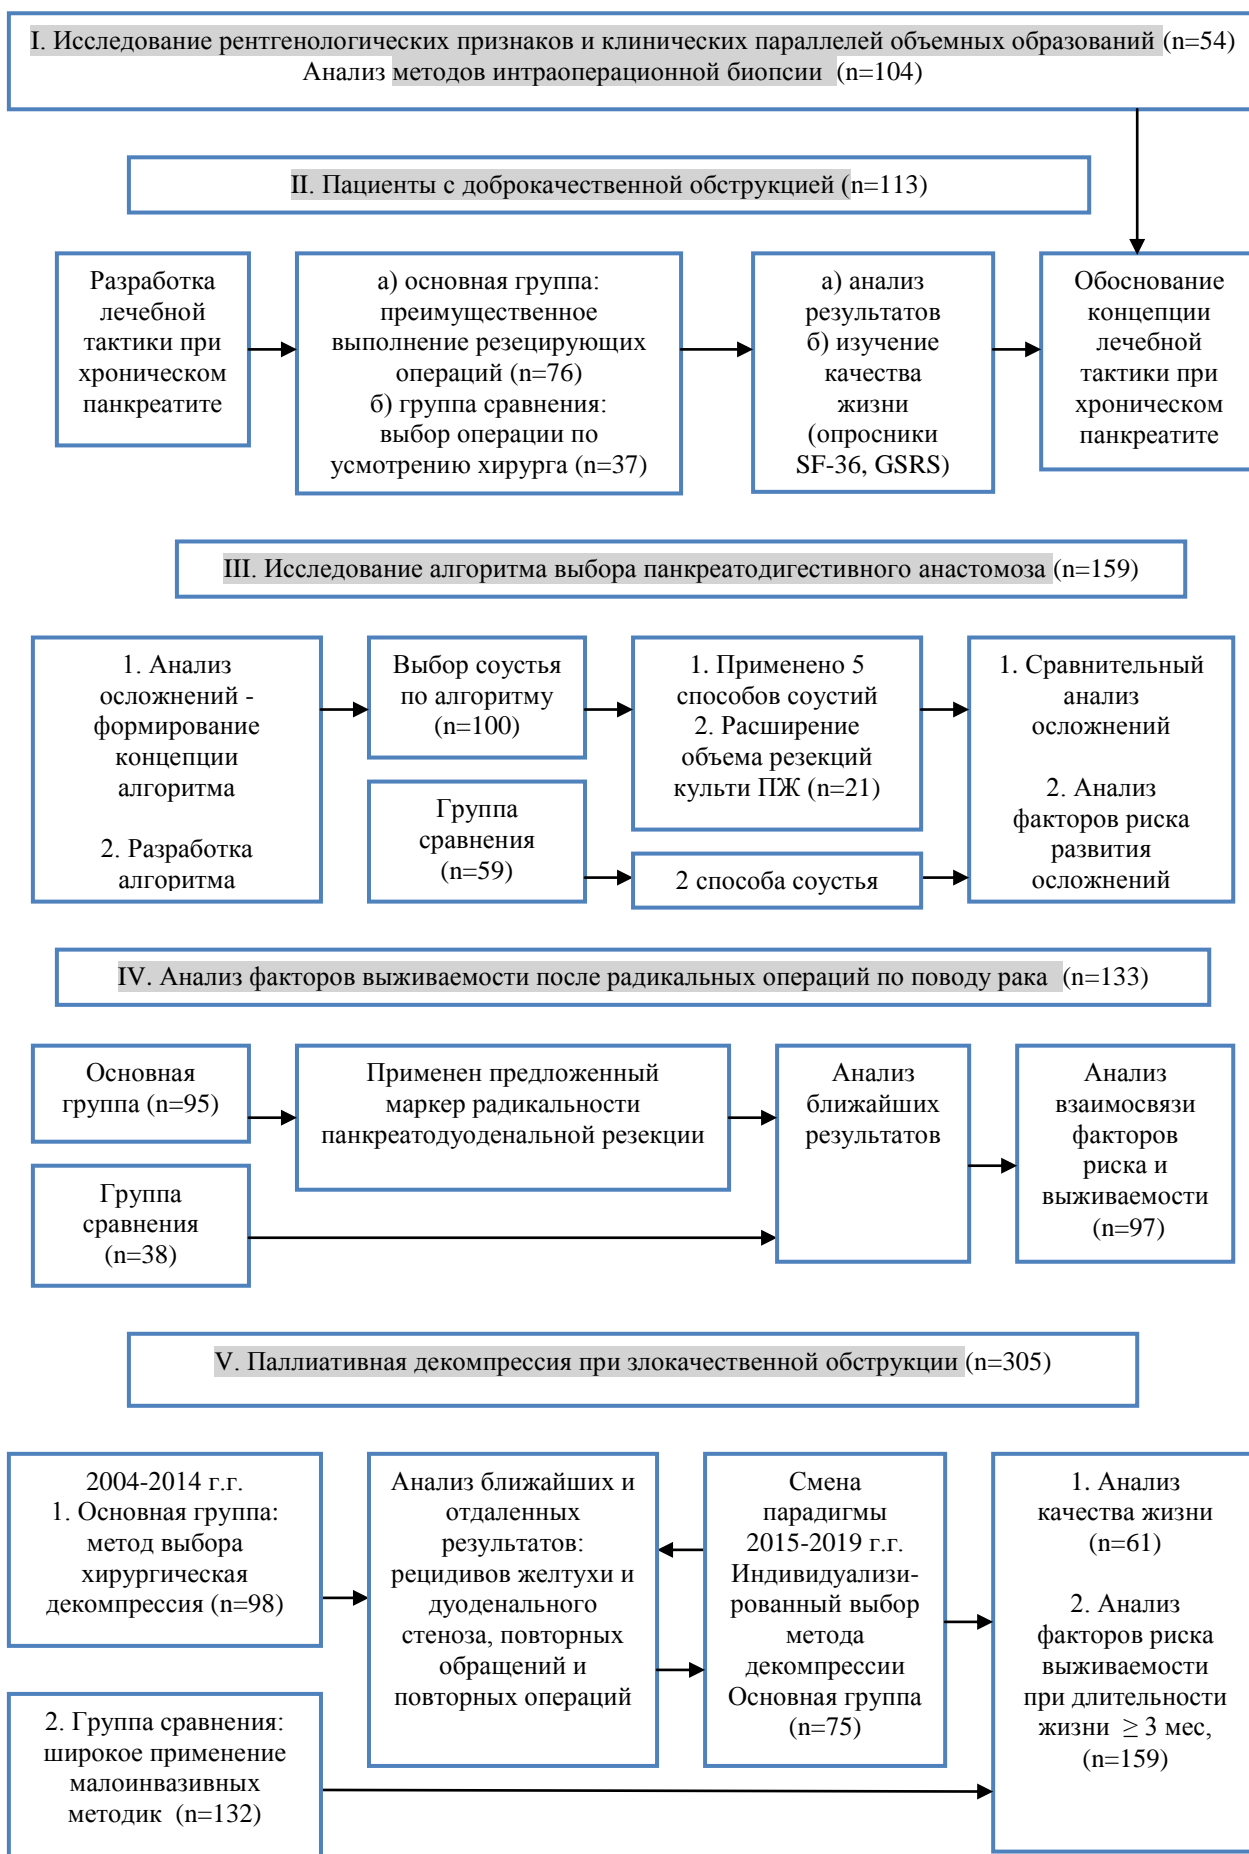 I. Исследование рентгенологических признаков и клинических параллелей объемных образований (n=54)
Анализ методов интраоперационной биопсии (n=104)
II. Пациенты с доброкачественной обструкцией (n=113)
Разработка
лечебной
тактики при
хроническом
панкреатите
а) основная группа:
преимущественное
выполнение резецирующих
операций (n=76)
б) группа сравнения:
выбор операции по
усмотрению хирурга (n=37)
а) анализ
результатов
б) изучение
качества
жизни
(опросники
SF-36, GSRS)
Обоснование
концепции
лечебной
тактики при
хроническом
панкреатите
III. Исследование алгоритма выбора панкреатодигестивного анастомоза (n=159)
1. Анализ
осложнений -
формирование
концепции
алгоритма
2. Разработка
алгоритма
Выбор соустья
по алгоритму
(n=100)
Группа
сравнения
(n=59)
1. Применено 5
способов соустий
2. Расширение
объема резекций
культи ПЖ (n=21)
2 способа соустья
1. Сравнительный
анализ
осложнений
2. Анализ
факторов риска
развития
осложнений
IV. Анализ факторов выживаемости после радикальных операций по поводу рака (n=133)
Основная
группа (n=95)
Группа
сравнения
(n=38)
Применен предложенный
маркер радикальности
панкреатодуоденальной резекции
Анализ
ближайших
результатов
Анализ
взаимосвязи
факторов
риска и
выживаемости
(n=97)
V. Паллиативная декомпрессия при злокачественной обструкции (n=305)
2004-2014 г.г.
1. Основная группа:
метод выбора
хирургическая
декомпрессия (n=98)
2. Группа сравнения:
широкое применение
малоинвазивных
методик (n=132)
Анализ ближайших и
отдаленных
результатов:
рецидивов желтухи и
дуоденального
стеноза, повторных
обращений и
повторных операций
Смена
парадигмы
2015-2019 г.г.
Индивидуализи-
рованный выбор
метода
декомпрессии
Основная группа
(n=75)
1. Анализ
качества жизни
(n=61)
2. Анализ
факторов риска
выживаемости
при длительности
жизни ≥ 3 мес,
(n=159)